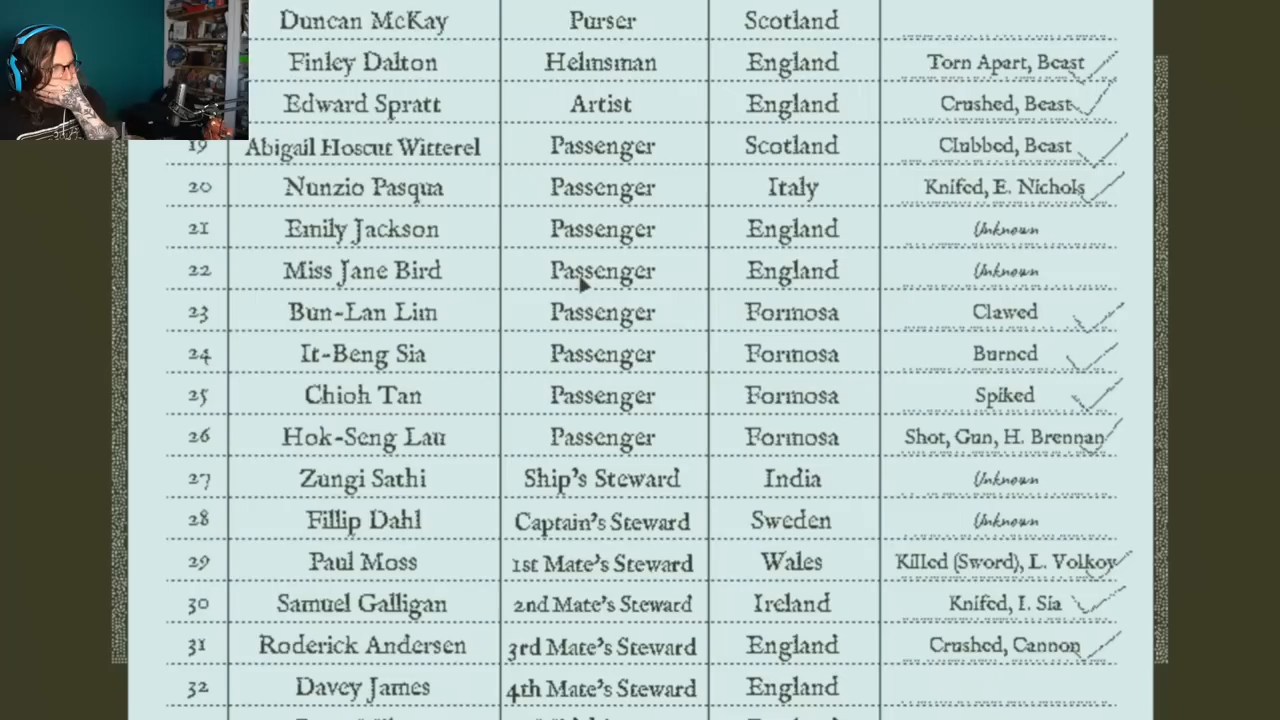 Duncan McKay Purser Scotland
Finley Dalton Helmsman England Torn Apart, Beast
Edward Spratt Artist England Crushed, Beast
19 Abigail Hoscut Witterel Passenger Scotland Clubbed, Beast
20 Nunzio Pasqua Passenger Italy Knifed, E. Nichols
21 Emily Jackson Passenger England Unknown
22 Miss Jane Bird Passenger England Unknown
23 Bun-Lan Lim Passenger Formosa Clawed
24 It-Beng Sia Passenger Formosa Burned
25 Chioh Tan Passenger Formosa Spiked
26 Hok-Seng Lau Passenger Formosa Shot, Gun, H. Brennan
27 Zungi Sathi Ship's Steward India Unknown
28 Fillip Dahl Captain's Steward Sweden Unknown
29 Paul Moss 1st Mate's Steward Wales Killed (Sword), L. Volkov
30 Samuel Galligan 2nd Mate's Steward Ireland Knifed, I. Sia
31 Roderick Andersen 3rd Mate's Steward England Crushed, Cannon
32 Davey James 4th Mate's Steward England